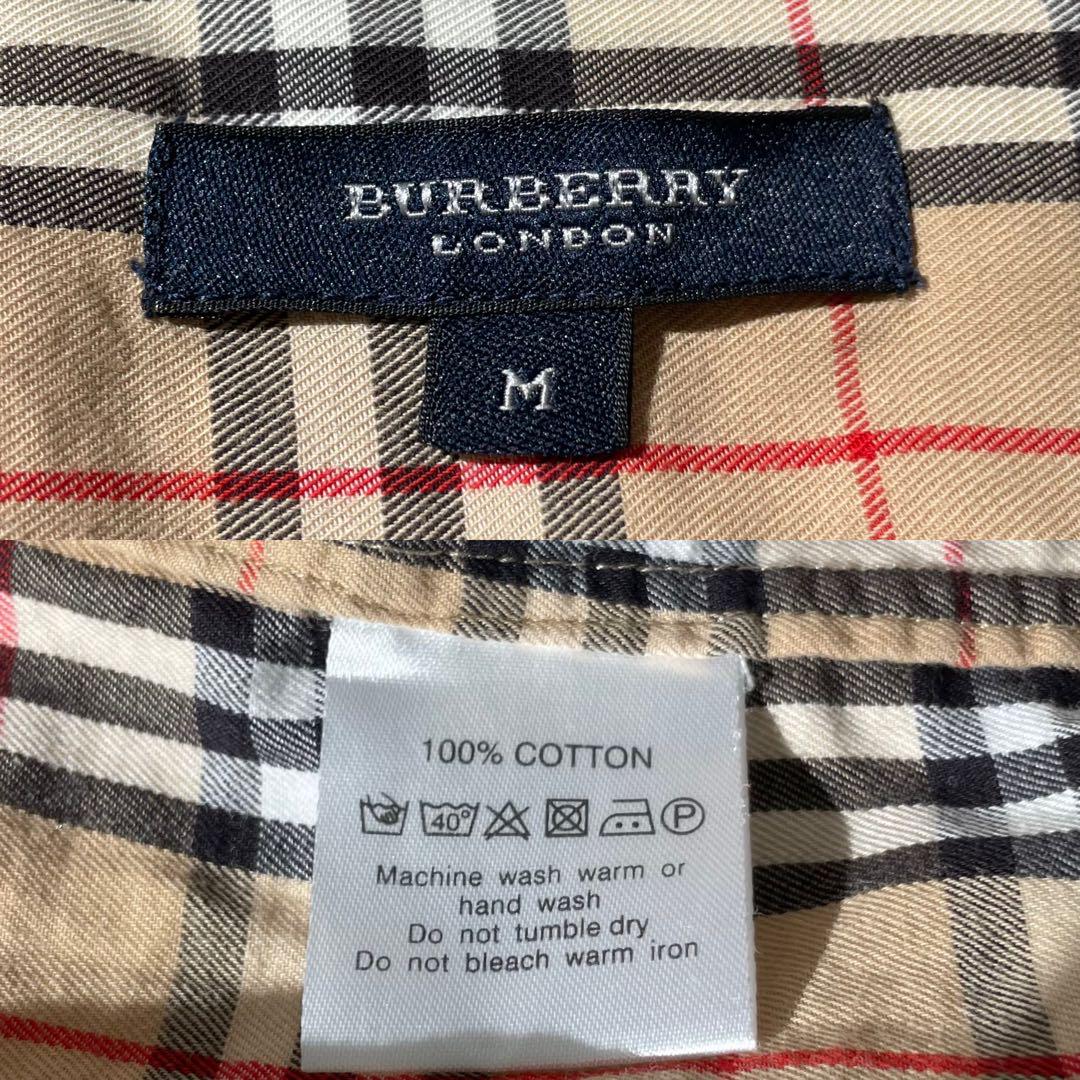 BURBERRY
LONDON
M
100% COTTON
40° P
Machine wash warm or
hand wash
Do not tumble dry
Do not bleach warm iron